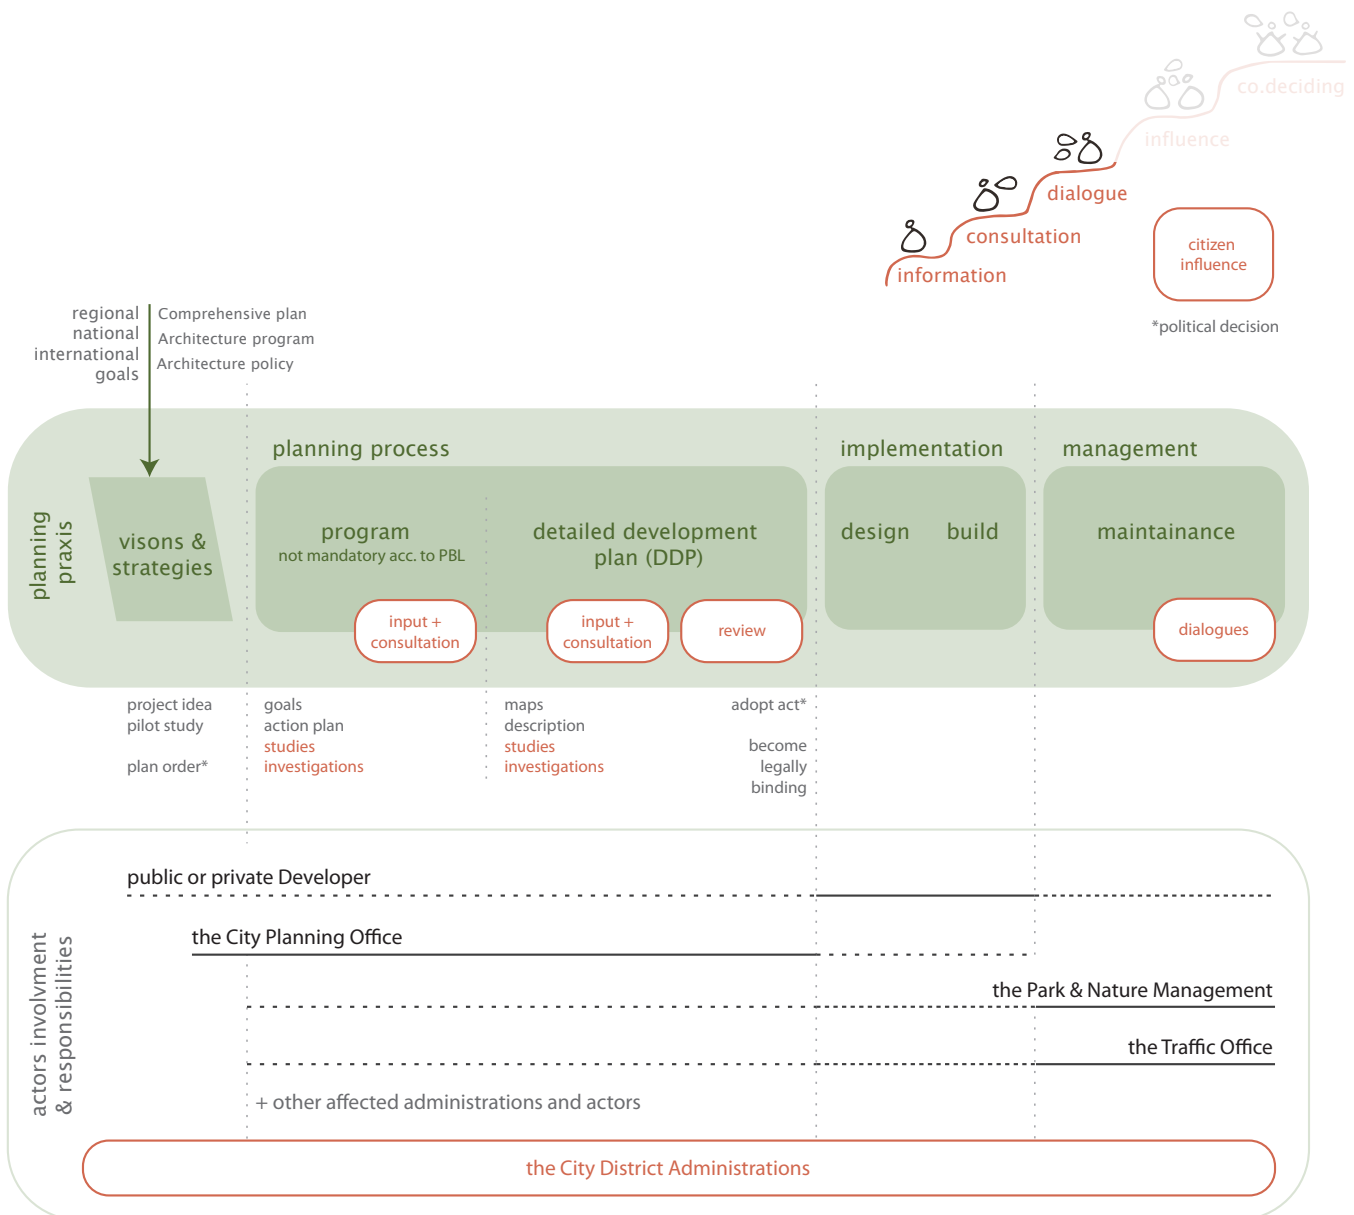 co.deciding
influence
dialogue
consultation
information
citizen
influence
*political decision
regional
national
international
goals
Comprehensive plan
Architecture program
Architecture policy
planning
praxis
visons &
strategies
planning process
program
not mandatory acc. to PBL
detailed development
plan (DDP)
input +
consultation
input +
consultation
review
implementation
design
build
management
maintainance
dialogues
project idea
pilot study
plan order*
goals
action plan
studies
investigations
maps
description
studies
investigations
adopt act*
become
legally
binding
actors involvment
& responsibilities
public or private Developer
the City Planning Office
the Park & Nature Management
the Traffic Office
+ other affected administrations and actors
the City District Administrations